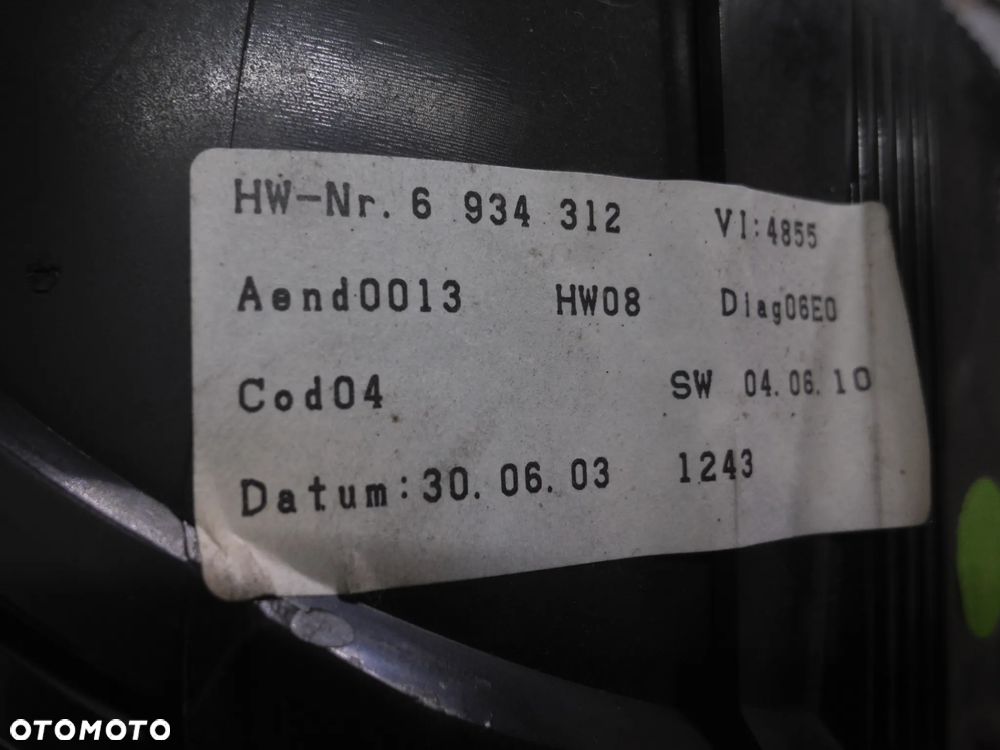 HW-Nr. 6 934 312 VI:4855
Aend0013 HW08 Diag06E0
Cod04 SW 04.06.10
Datum:30.06.03 1243
OTOMOTO